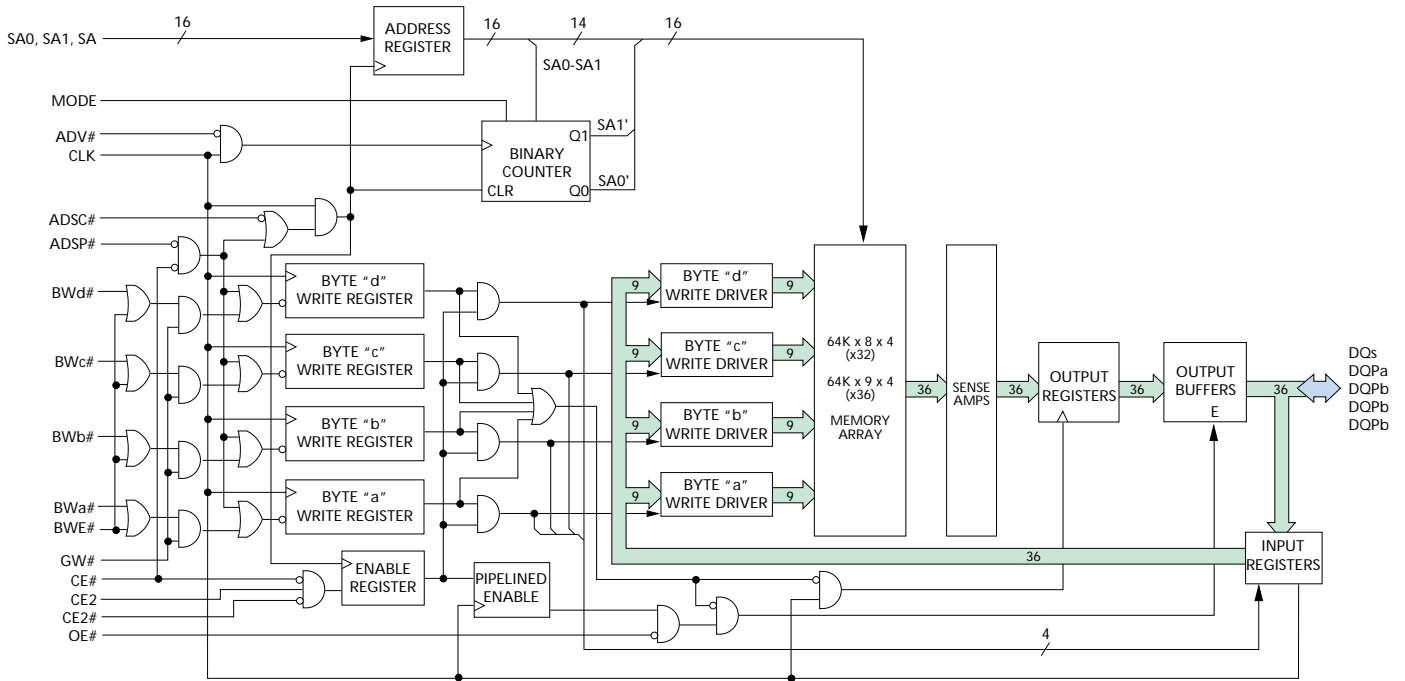 SA0, SA1, SA
16
ADDRESS
REGISTER
16
14
16
SA0-SA1
MODE
ADV#
CLK
BINARY
COUNTER
Q1
SA1'
CLR
Q0
SA0'
ADSC#
ADSP#
BWd#
BYTE "d"
WRITE REGISTER
9
BYTE "d"
WRITE DRIVER
9
BWc#
BYTE "c"
WRITE REGISTER
9
BYTE "c"
WRITE DRIVER
9
BWb#
BYTE "b"
WRITE REGISTER
9
BYTE "b"
WRITE DRIVER
9
BWa#
BWE#
BYTE "a"
WRITE REGISTER
9
BYTE "a"
WRITE DRIVER
9
64K x 8 x 4
(x32)
64K x 9 x 4
(x36)
MEMORY
ARRAY
36
SENSE
AMPS
36
OUTPUT
REGISTERS
36
OUTPUT
BUFFERS
E
36
DQs
DQPa
DQPb
DQPb
DQPb
GW#
CE#
CE2
CE2#
OE#
ENABLE
REGISTER
PIPELINED
ENABLE
36
INPUT
REGISTERS
4